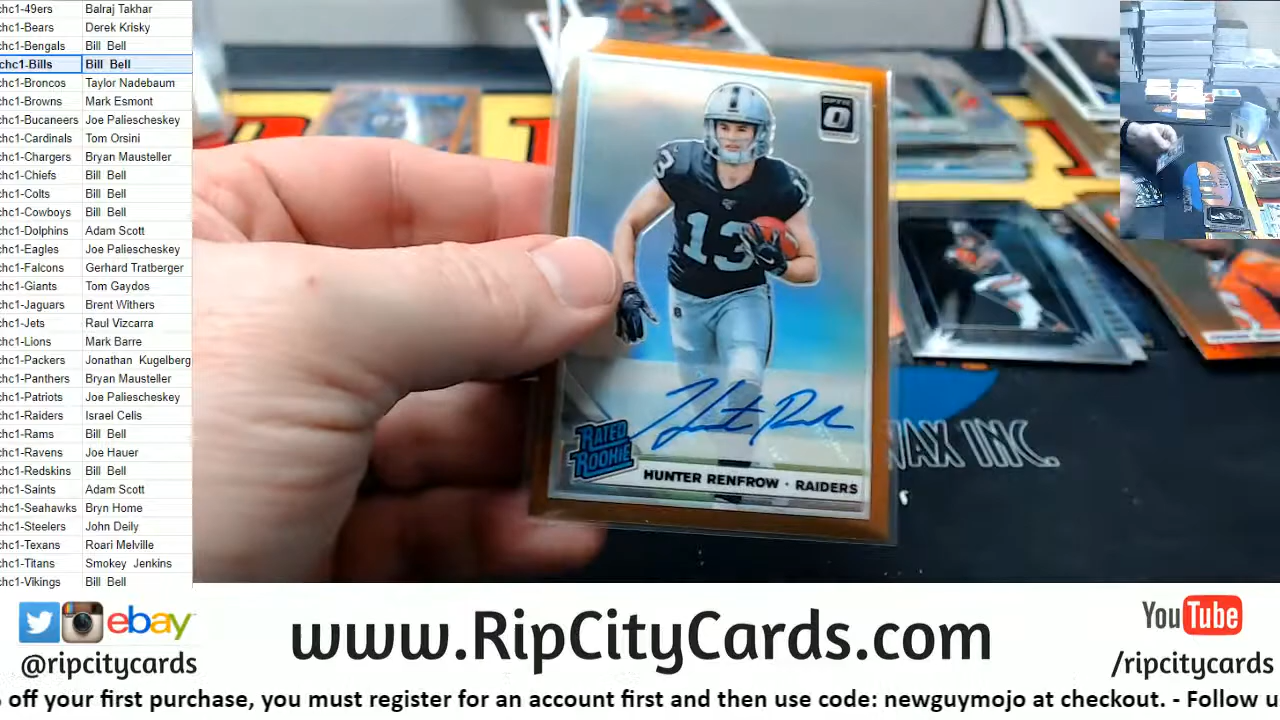 chc1-49ers Balraj Takhar
chc1-Bears Derek Krisky
chc1-Bengals Bill Bell
chc1-Bills Bill Bell
chc1-Broncos Taylor Nadebaum
chc1-Browns Mark Esmont
chc1-Bucaneers Joe Paliescheskey
chc1-Cardinals Tom Orsini
chc1-Chargers Bryan Mausteller
chc1-Chiefs Bill Bell
chc1-Colts Bill Bell
chc1-Cowboys Bill Bell
chc1-Dolphins Adam Scott
chc1-Eagles Joe Paliescheskey
chc1-Falcons Gerhard Tratberger
chc1-Giants Tom Gaydos
chc1-Jaguars Brent Withers
chc1-Jets Raul Vizcarra
chc1-Lions Mark Barre
chc1-Packers Jonathan Kugelberg
chc1-Panthers Bryan Mausteller
chc1-Patriots Joe Paliescheskey
chc1-Raiders Israel Celis
chc1-Rams Bill Bell
chc1-Ravens Joe Hauer
chc1-Redskins Bill Bell
chc1-Saints Adam Scott
chc1-Seahawks Bryn Home
chc1-Steelers John Deily
chc1-Texans Roari Melville
chc1-Titans Smokey Jenkins
chc1-Vikings Bill Bell
OPTIC
13
13
RATED
ROOKIE
HUNTER RENFROW · RAIDERS
WAX INC.
ebay
@ripcitycards
www.RipCityCards.com
YouTube
/ripcitycards
off your first purchase, you must register for an account first and then use code: newguymojo at checkout. - Follow u